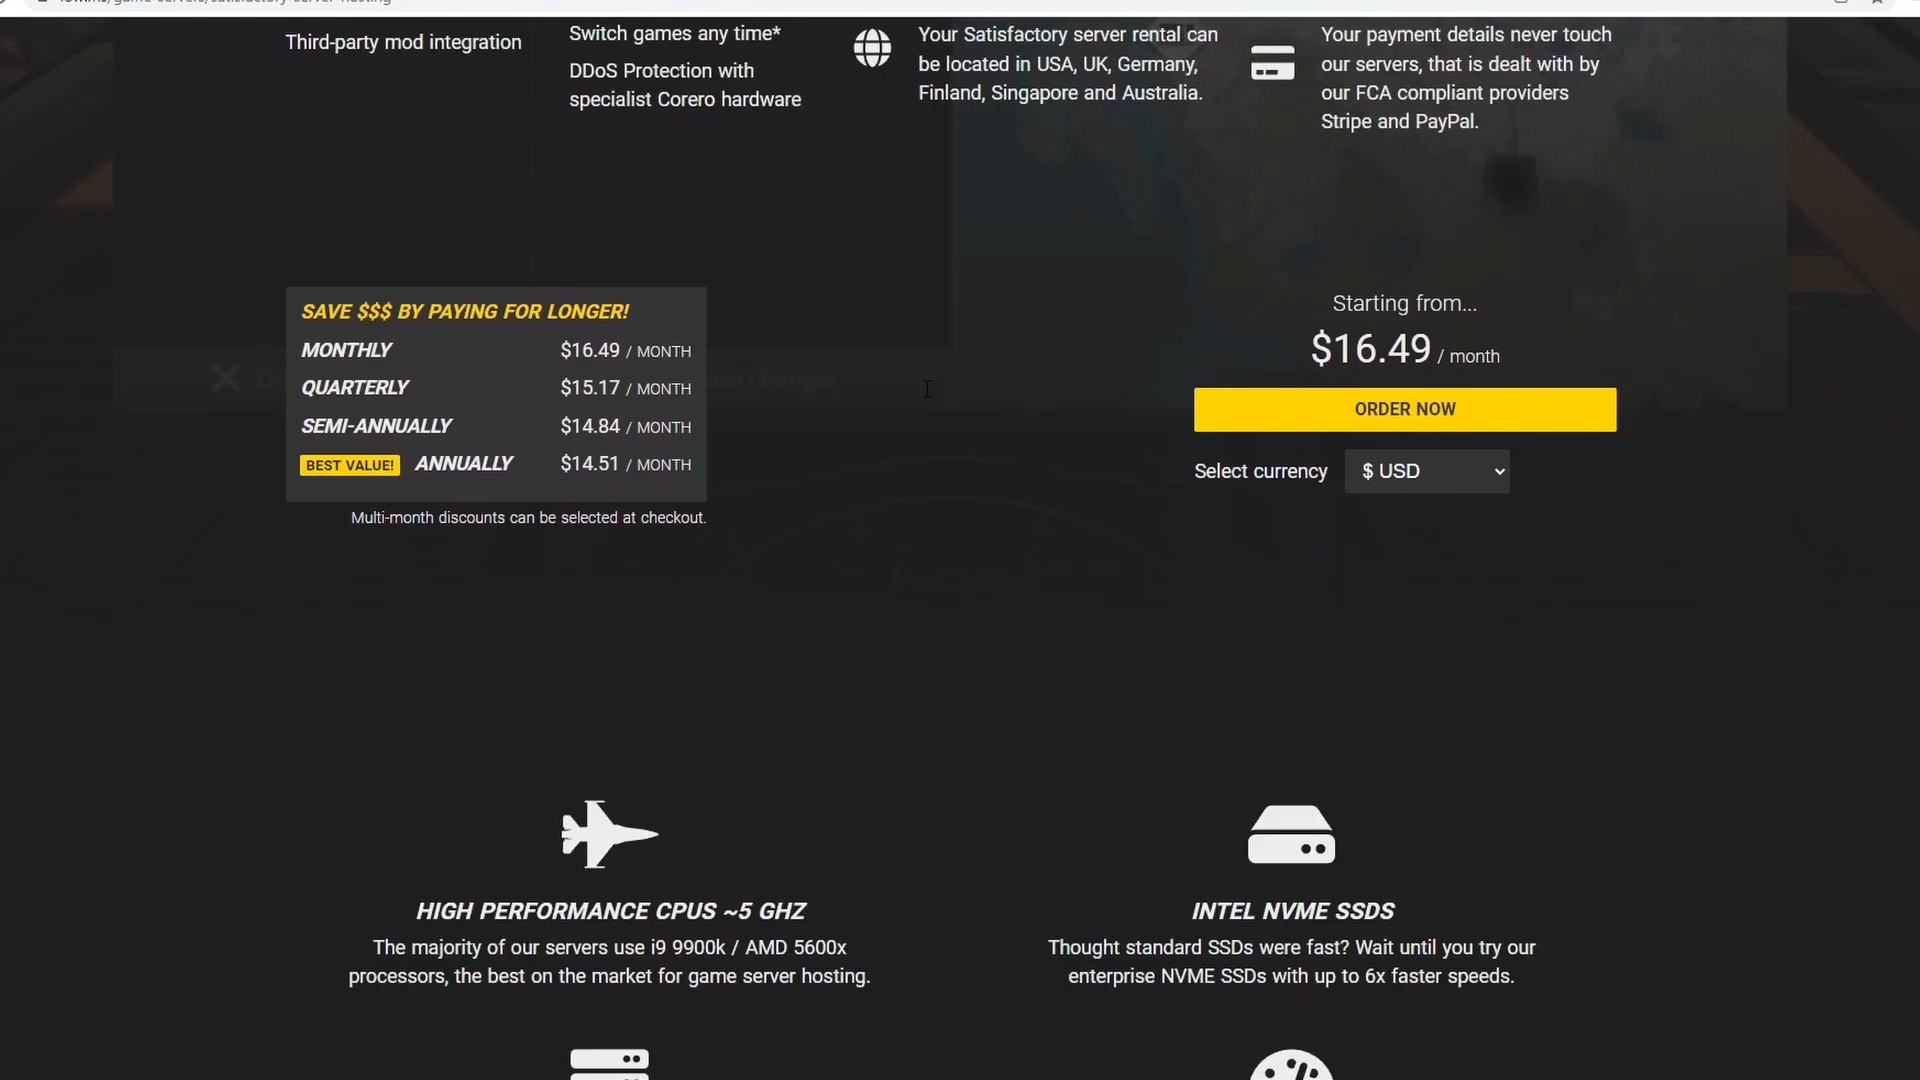 /game-servers/satisfactory-server-hosting
Third-party mod integration
Switch games any time*
DDoS Protection with
specialist Corero hardware
Your Satisfactory server rental can
be located in USA, UK, Germany,
Finland, Singapore and Australia.
Your payment details never touch
our servers, that is dealt with by
our FCA compliant providers
Stripe and PayPal.
SAVE $$$ BY PAYING FOR LONGER!
MONTHLY $16.49 / MONTH
QUARTERLY $15.17 / MONTH
SEMI-ANNUALLY $14.84 / MONTH
BEST VALUE! ANNUALLY $14.51 / MONTH
Multi-month discounts can be selected at checkout.
Starting from...
$16.49 / month
ORDER NOW
Select currency $ USD
HIGH PERFORMANCE CPUS ~5 GHZ
The majority of our servers use i9 9900k / AMD 5600x
processors, the best on the market for game server hosting.
INTEL NVME SSDS
Thought standard SSDs were fast? Wait until you try our
enterprise NVME SSDs with up to 6x faster speeds.